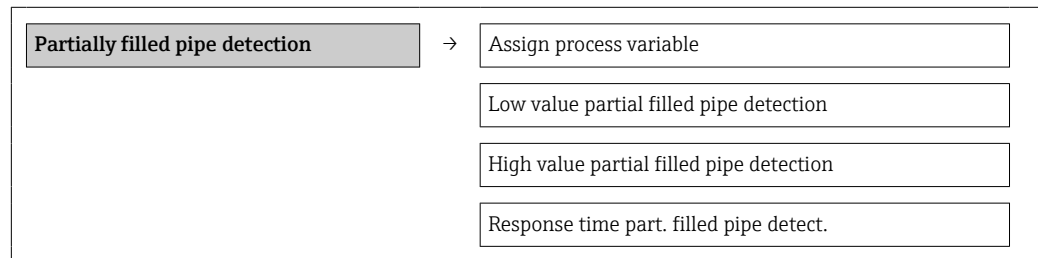 Partially filled pipe detection → Assign process variable
Low value partial filled pipe detection
High value partial filled pipe detection
Response time part. filled pipe detect.